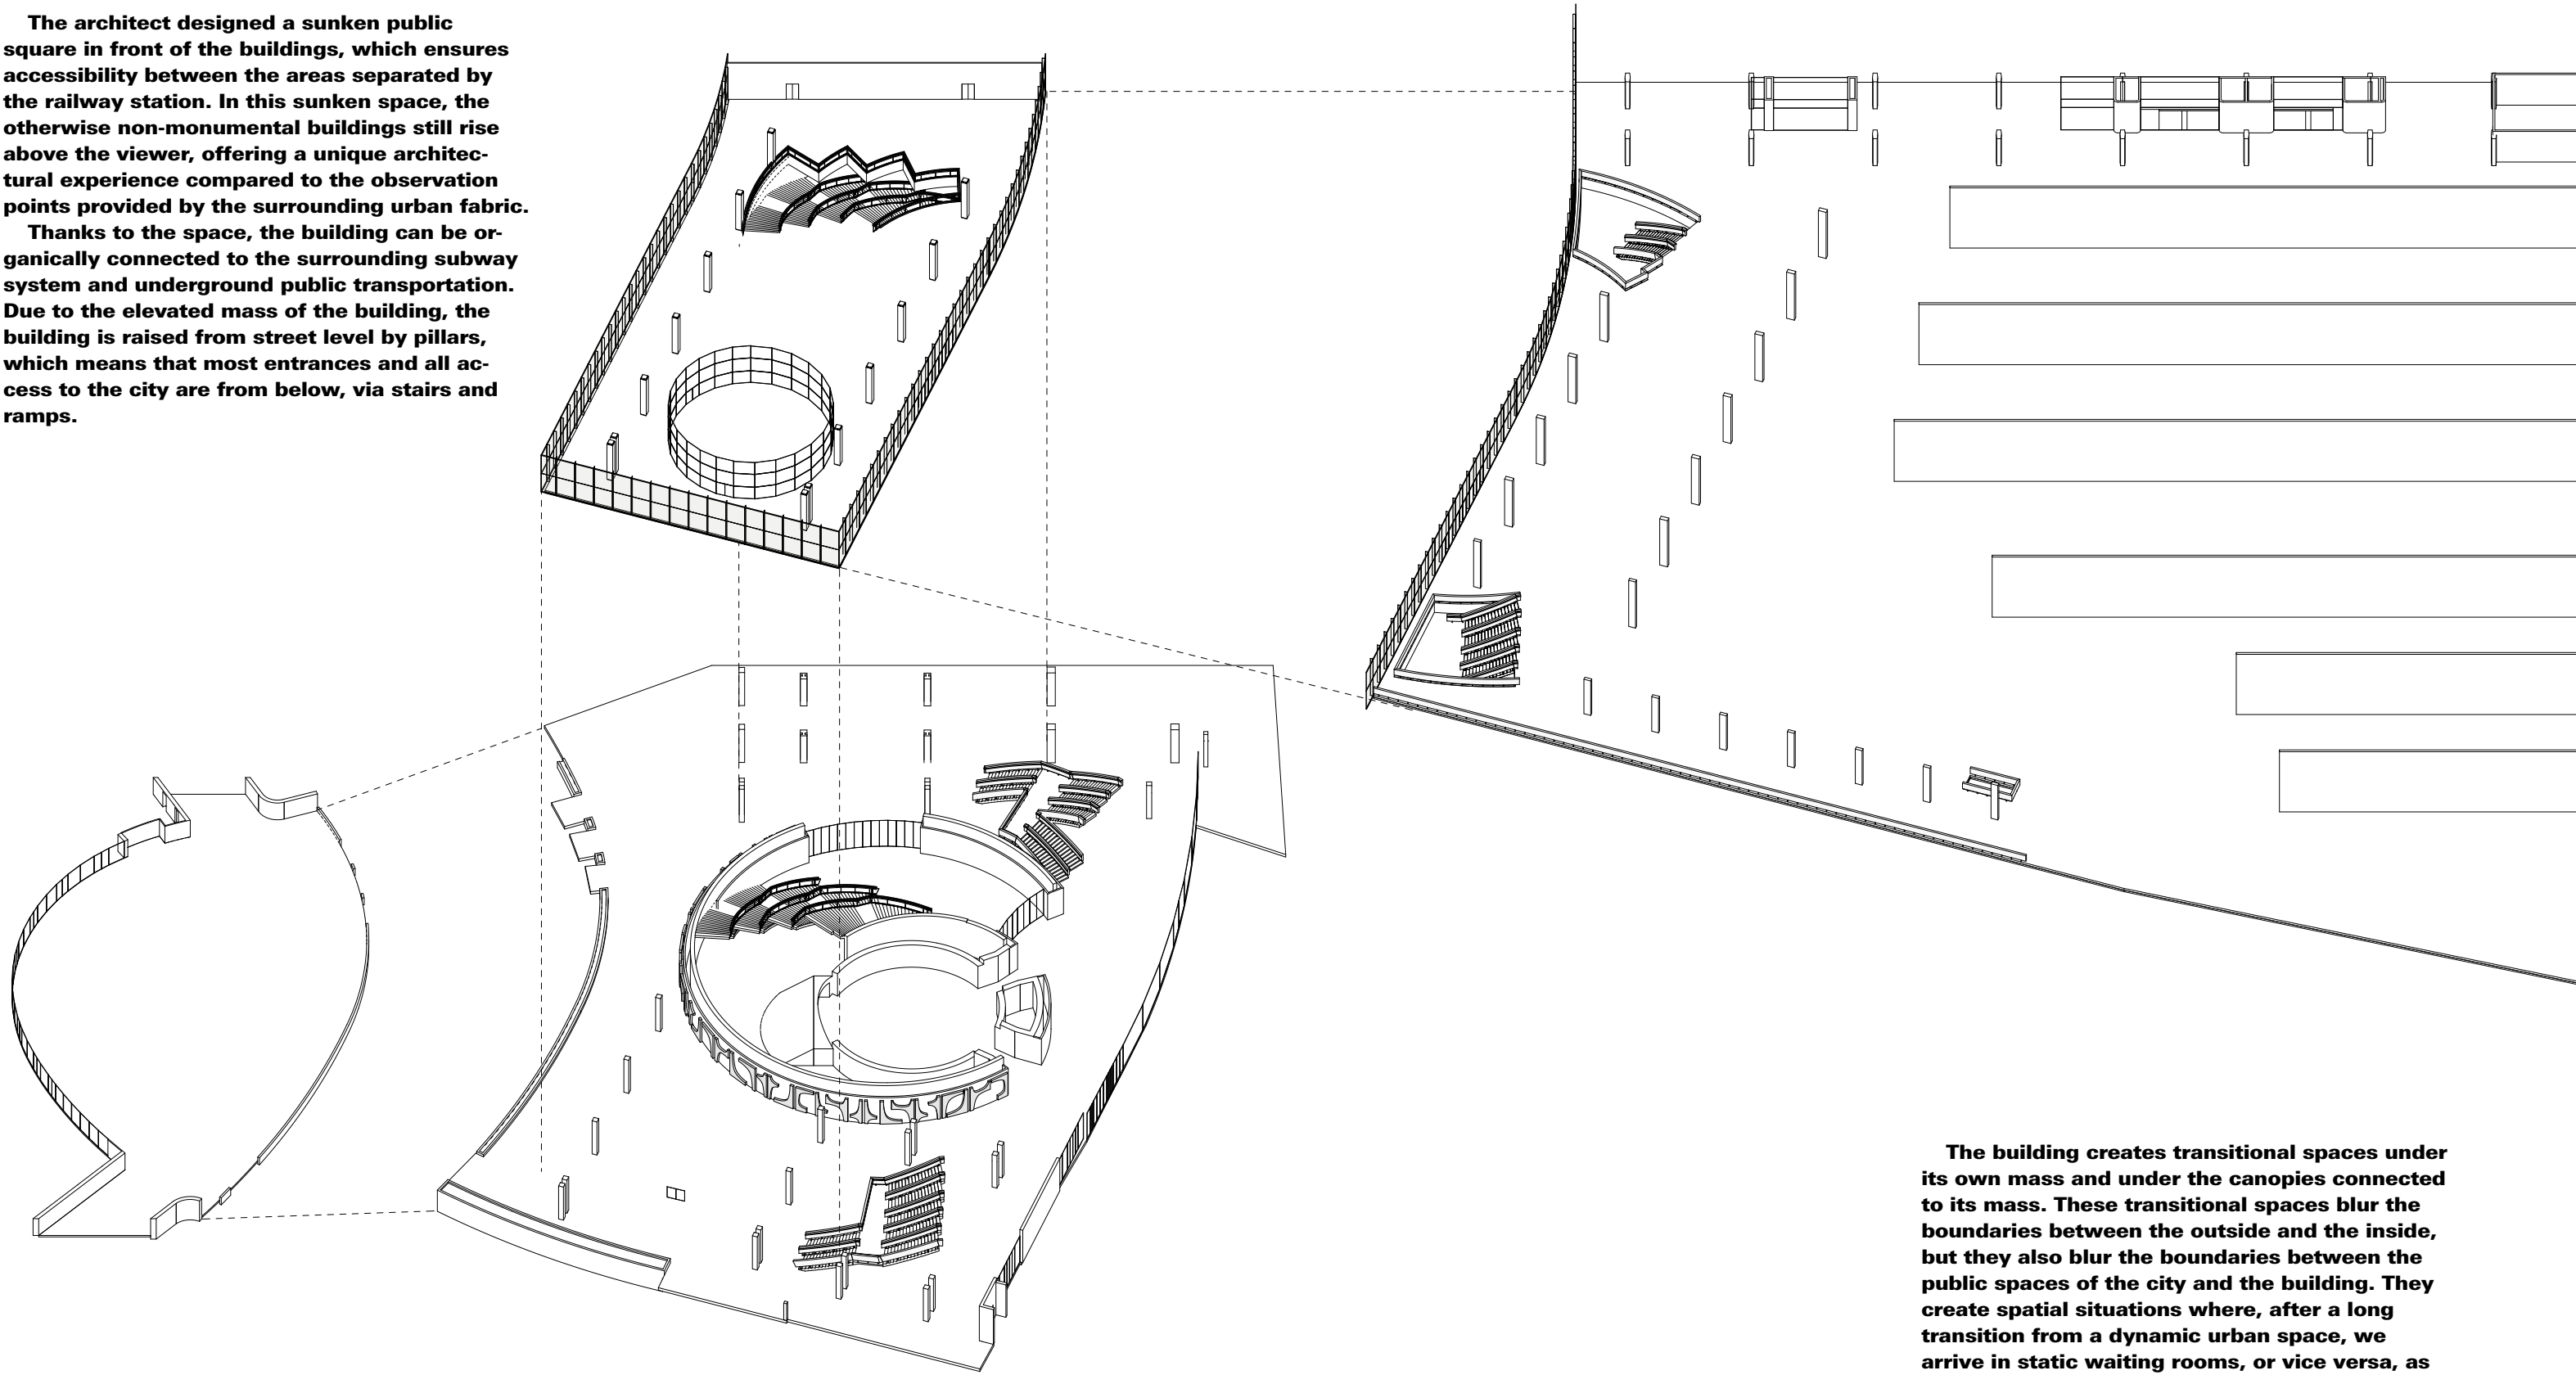 The architect designed a sunken public
square in front of the buildings, which ensures
accessibility between the areas separated by
the railway station. In this sunken space, the
otherwise non-monumental buildings still rise
above the viewer, offering a unique architec-
tural experience compared to the observation
points provided by the surrounding urban fabric.
Thanks to the space, the building can be or-
ganically connected to the surrounding subway
system and underground public transportation.
Due to the elevated mass of the building, the
building is raised from street level by pillars,
which means that most entrances and all ac-
cess to the city are from below, via stairs and
ramps.
The building creates transitional spaces under
its own mass and under the canopies connected
to its mass. These transitional spaces blur the
boundaries between the outside and the inside,
but they also blur the boundaries between the
public spaces of the city and the building. They
create spatial situations where, after a long
transition from a dynamic urban space, we
arrive in static waiting rooms, or vice versa, as